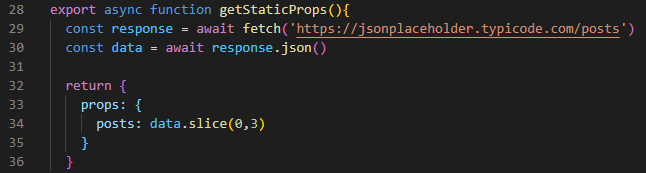 28 export async function getStaticProps(){
29   const response = await fetch('https://jsonplaceholder.typicode.com/posts')
30   const data = await response.json()
31
32   return {
33     props: {
34       posts: data.slice(0,3)
35     }
36   }